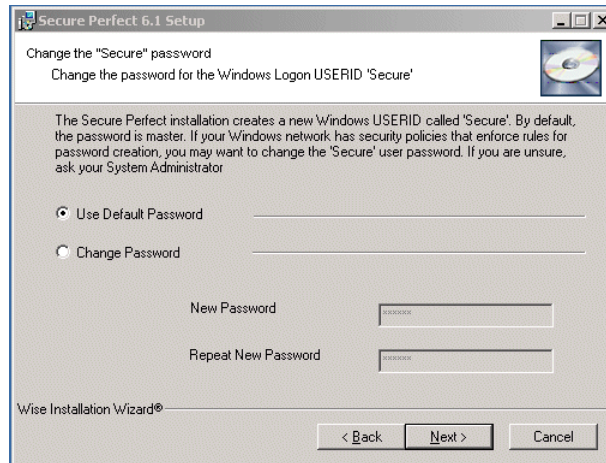 Secure Perfect 6.1 Setup
Change the "Secure" password
Change the password for the Windows Logon USERID 'Secure'
The Secure Perfect installation creates a new Windows USERID called 'Secure'. By default,
the password is master. If your Windows network has security policies that enforce rules for
password creation, you may want to change the 'Secure' user password. If you are unsure,
ask your System Administrator
Use Default Password
Change Password
New Password
xxxxxx
Repeat New Password
xxxxxx
Wise Installation Wizard®
< Back
Next >
Cancel